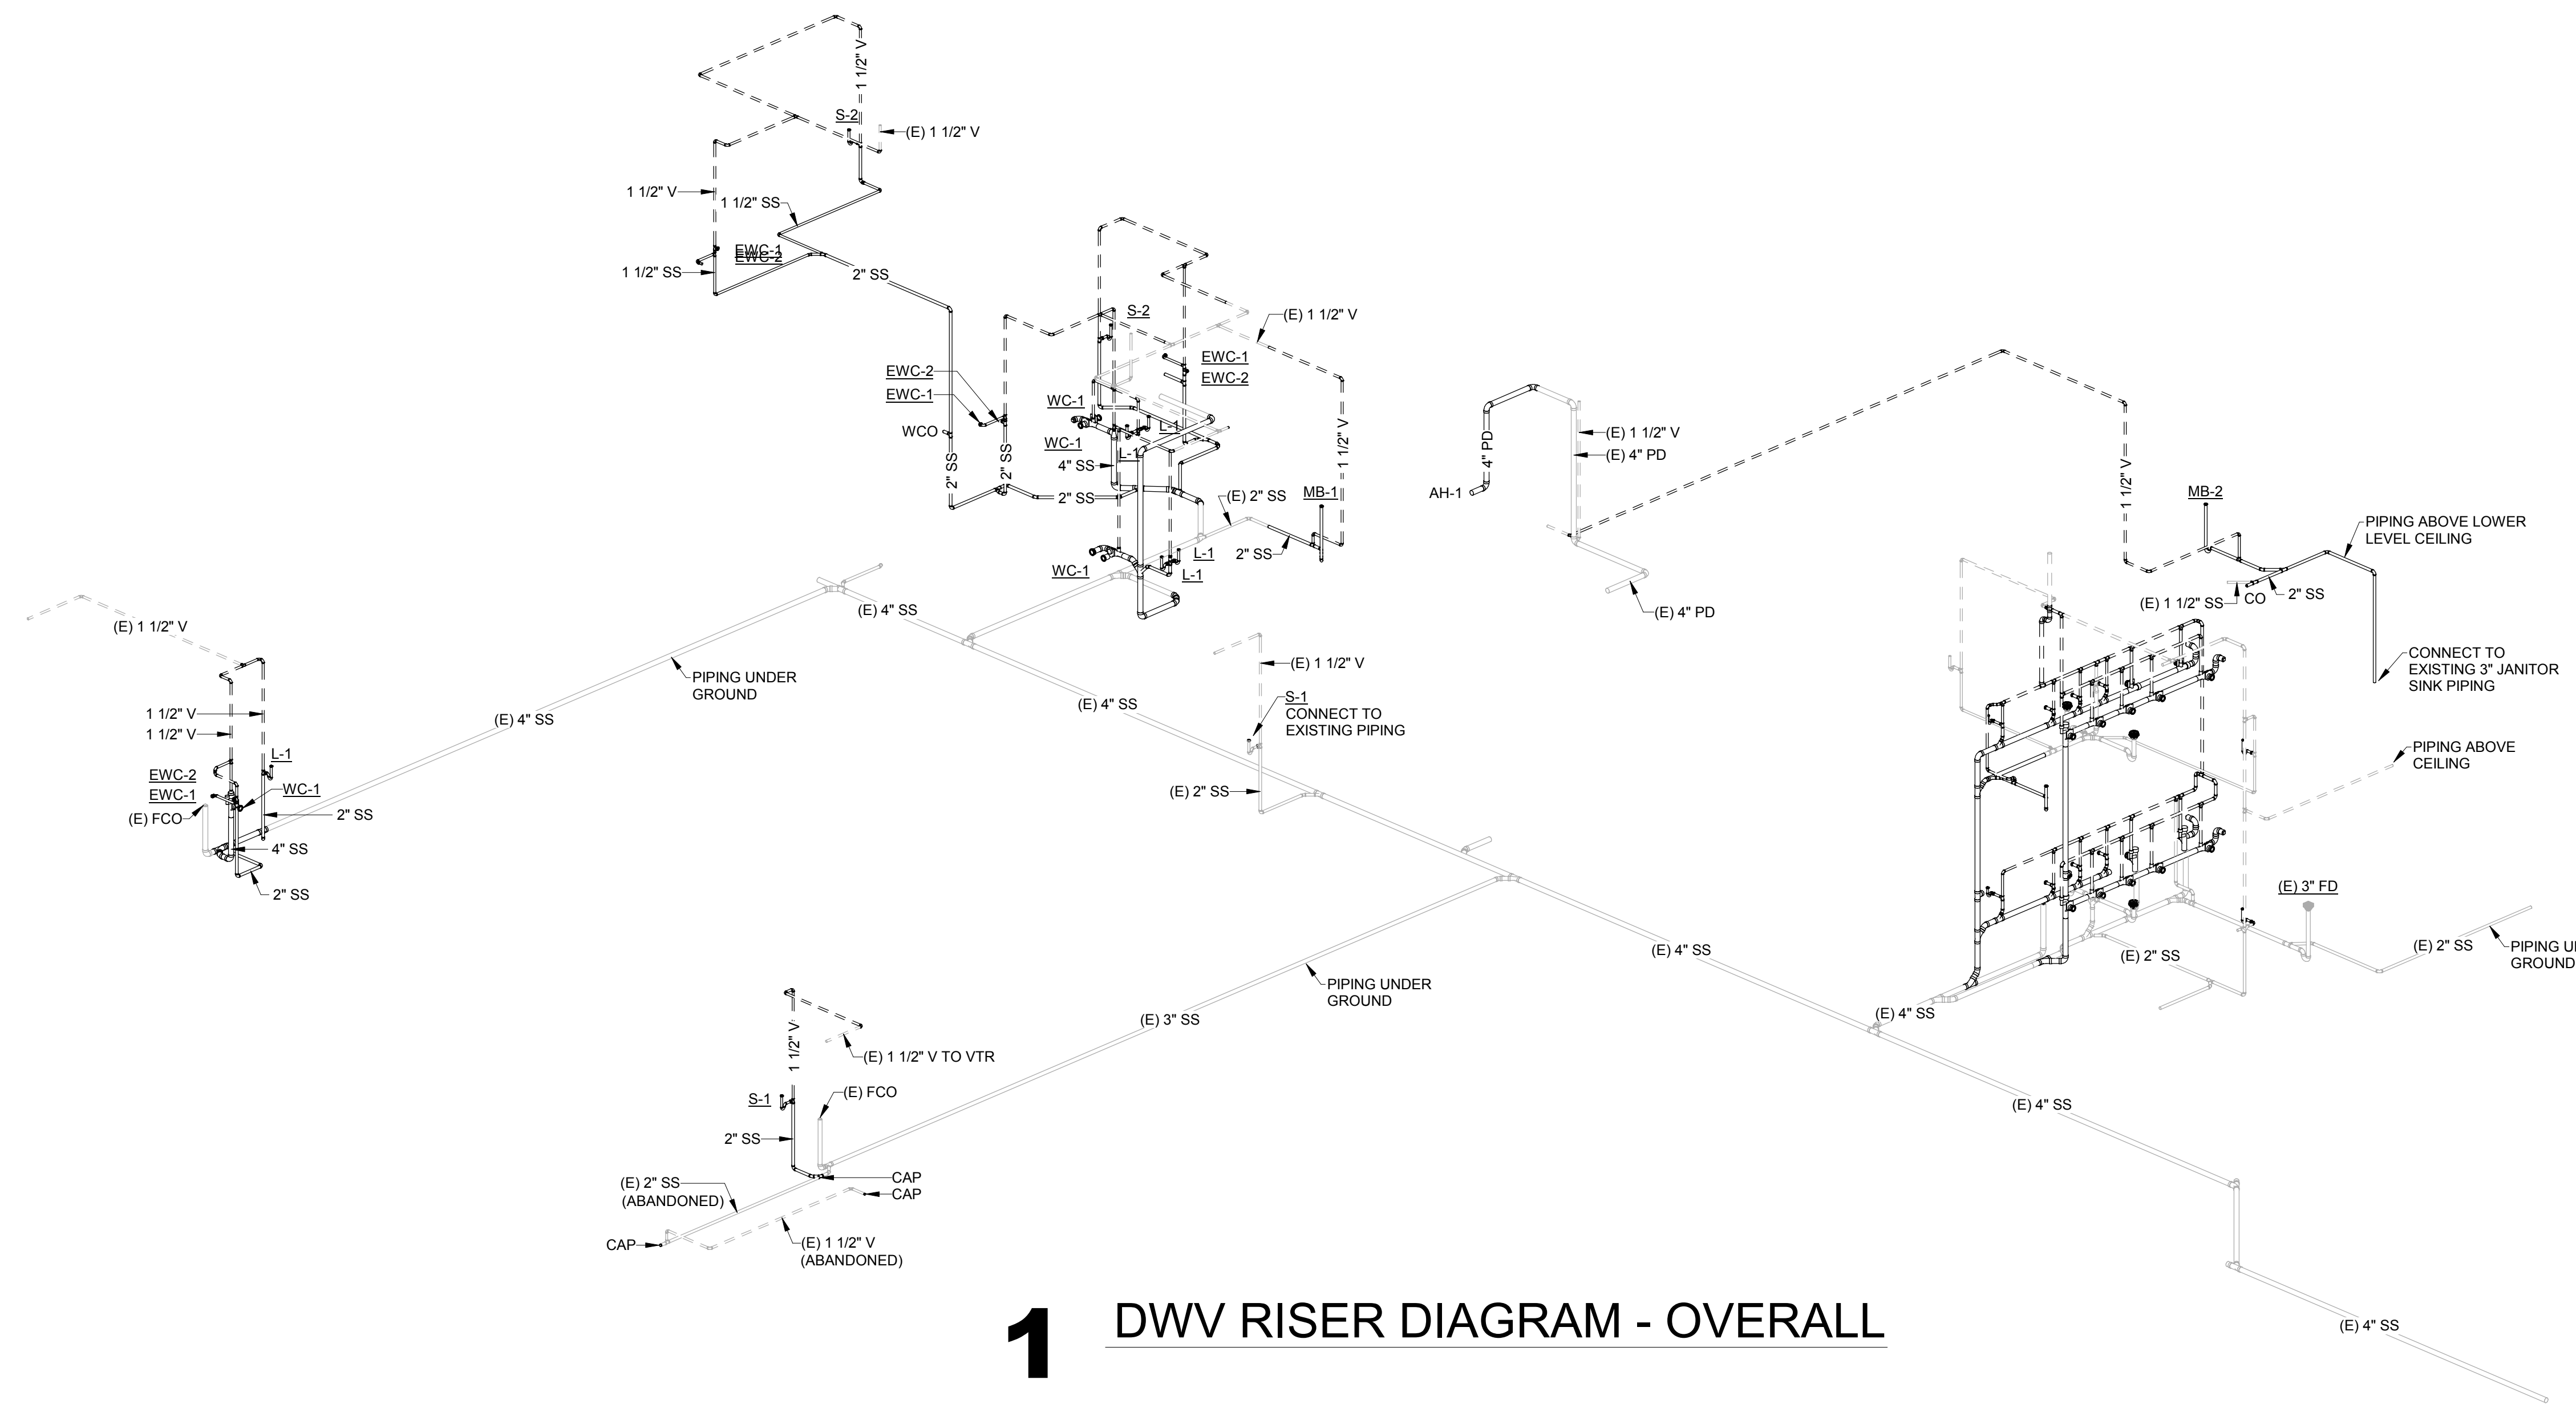 1 1/2" V
S-2
(E) 1 1/2" V
1 1/2" V
1 1/2" SS
EWC-1
EWC-2
1 1/2" SS
2" SS
S-2
(E) 1 1/2" V
EWC-1
EWC-2
EWC-2
EWC-1
WC-1
WCO
L-1
WC-1
4" SS
L-1
1 1/2" V
2" SS
2" SS
2" SS
(E) 2" SS
MB-1
2" SS
L-1
L-1
WC-1
4" PD
(E) 1 1/2" V
(E) 4" PD
AH-1
(E) 4" PD
1 1/2" V
MB-2
PIPING ABOVE LOWER
LEVEL CEILING
(E) 1 1/2" SS
CO
2" SS
CONNECT TO
EXISTING 3" JANITOR
SINK PIPING
PIPING ABOVE
CEILING
(E) 1 1/2" V
(E) 4" SS
PIPING UNDER
GROUND
(E) 4" SS
(E) 4" SS
(E) 1 1/2" V
S-1
CONNECT TO
EXISTING PIPING
(E) 2" SS
1 1/2" V
1 1/2" V
L-1
EWC-2
EWC-1
WC-1
(E) FCO
2" SS
4" SS
2" SS
(E) 3" FD
(E) 2" SS
PIPING U
GROUND
(E) 2" SS
(E) 4" SS
(E) 4" SS
PIPING UNDER
GROUND
(E) 3" SS
1 1/2" V
(E) 1 1/2" V TO VTR
(E) FCO
S-1
2" SS
(E) 2" SS
(ABANDONED)
CAP
CAP
CAP
(E) 1 1/2" V
(ABANDONED)
(E) 4" SS
(E) 4" SS
1 DWV RISER DIAGRAM - OVERALL